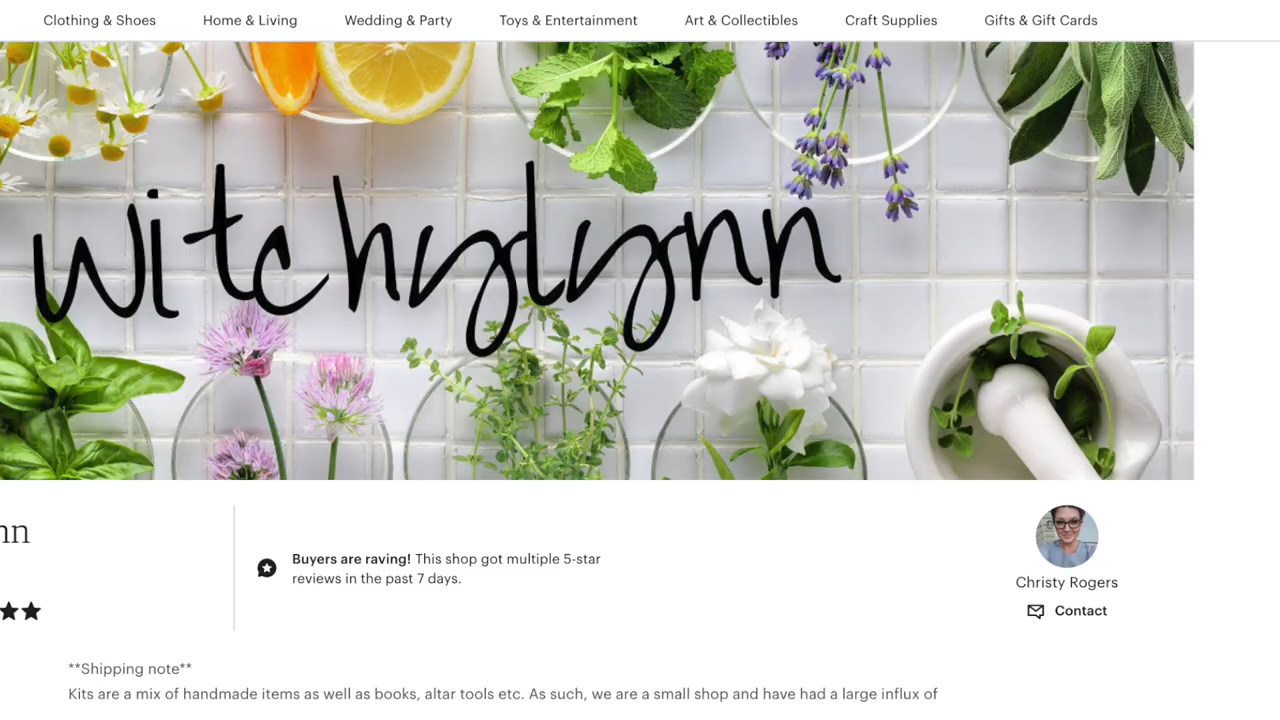 Clothing & Shoes Home & Living Wedding & Party Toys & Entertainment Art & Collectibles Craft Supplies Gifts & Gift Cards
witchylynn
nn
Buyers are raving! This shop got multiple 5-star
reviews in the past 7 days.
Christy Rogers
Contact
**Shipping note**
Kits are a mix of handmade items as well as books, altar tools etc. As such, we are a small shop and have had a large influx of